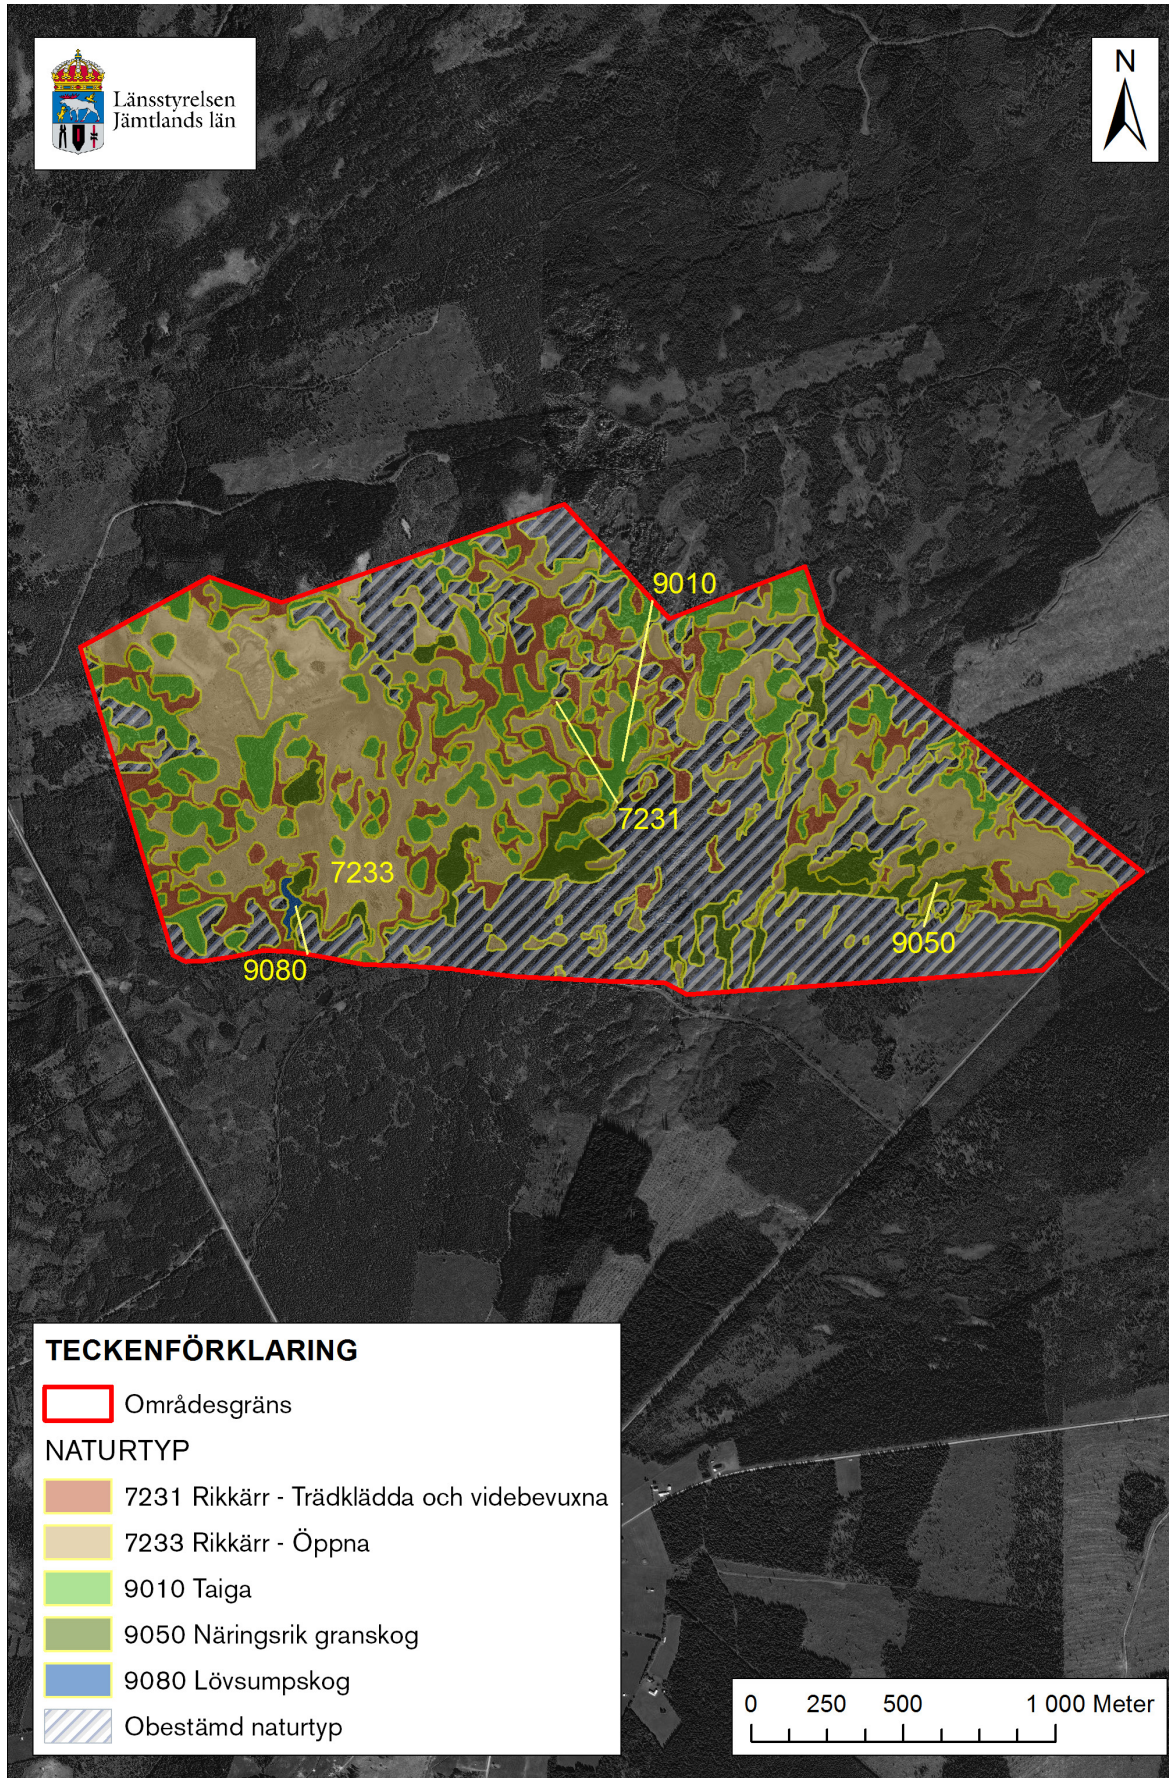 Länsstyrelsen
Jämtlands län
N
9010
7231
7233
9050
9080
TECKENFÖRKLARING
Områdesgräns
NATURTYP
7231 Rikkärr - Trädklädda och videbevuxna
7233 Rikkärr - Öppna
9010 Taiga
9050 Näringsrik granskog
9080 Lövsumpskog
Obestämd naturtyp
0 250 500 1 000 Meter